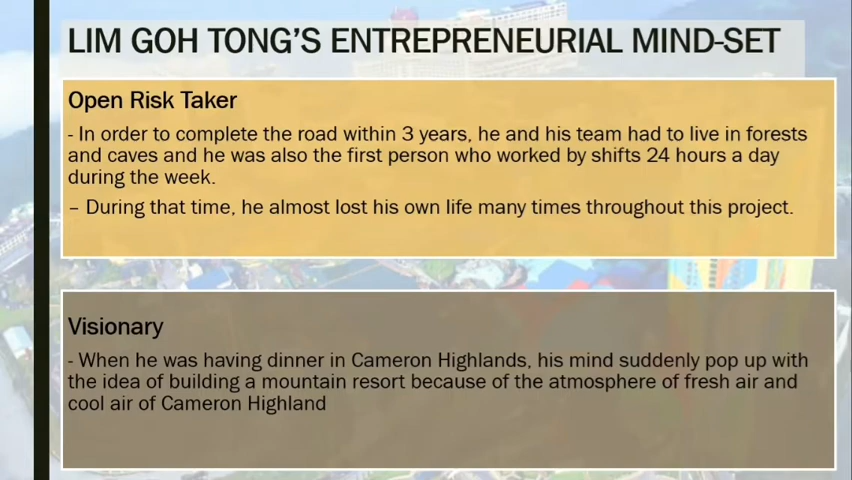 LIM GOH TONG'S ENTREPRENEURIAL MIND-SET
Open Risk Taker
- In order to complete the road within 3 years, he and his team had to live in forests
and caves and he was also the first person who worked by shifts 24 hours a day
during the week.
– During that time, he almost lost his own life many times throughout this project.
Visionary
- When he was having dinner in Cameron Highlands, his mind suddenly pop up with
the idea of building a mountain resort because of the atmosphere of fresh air and
cool air of Cameron Highland